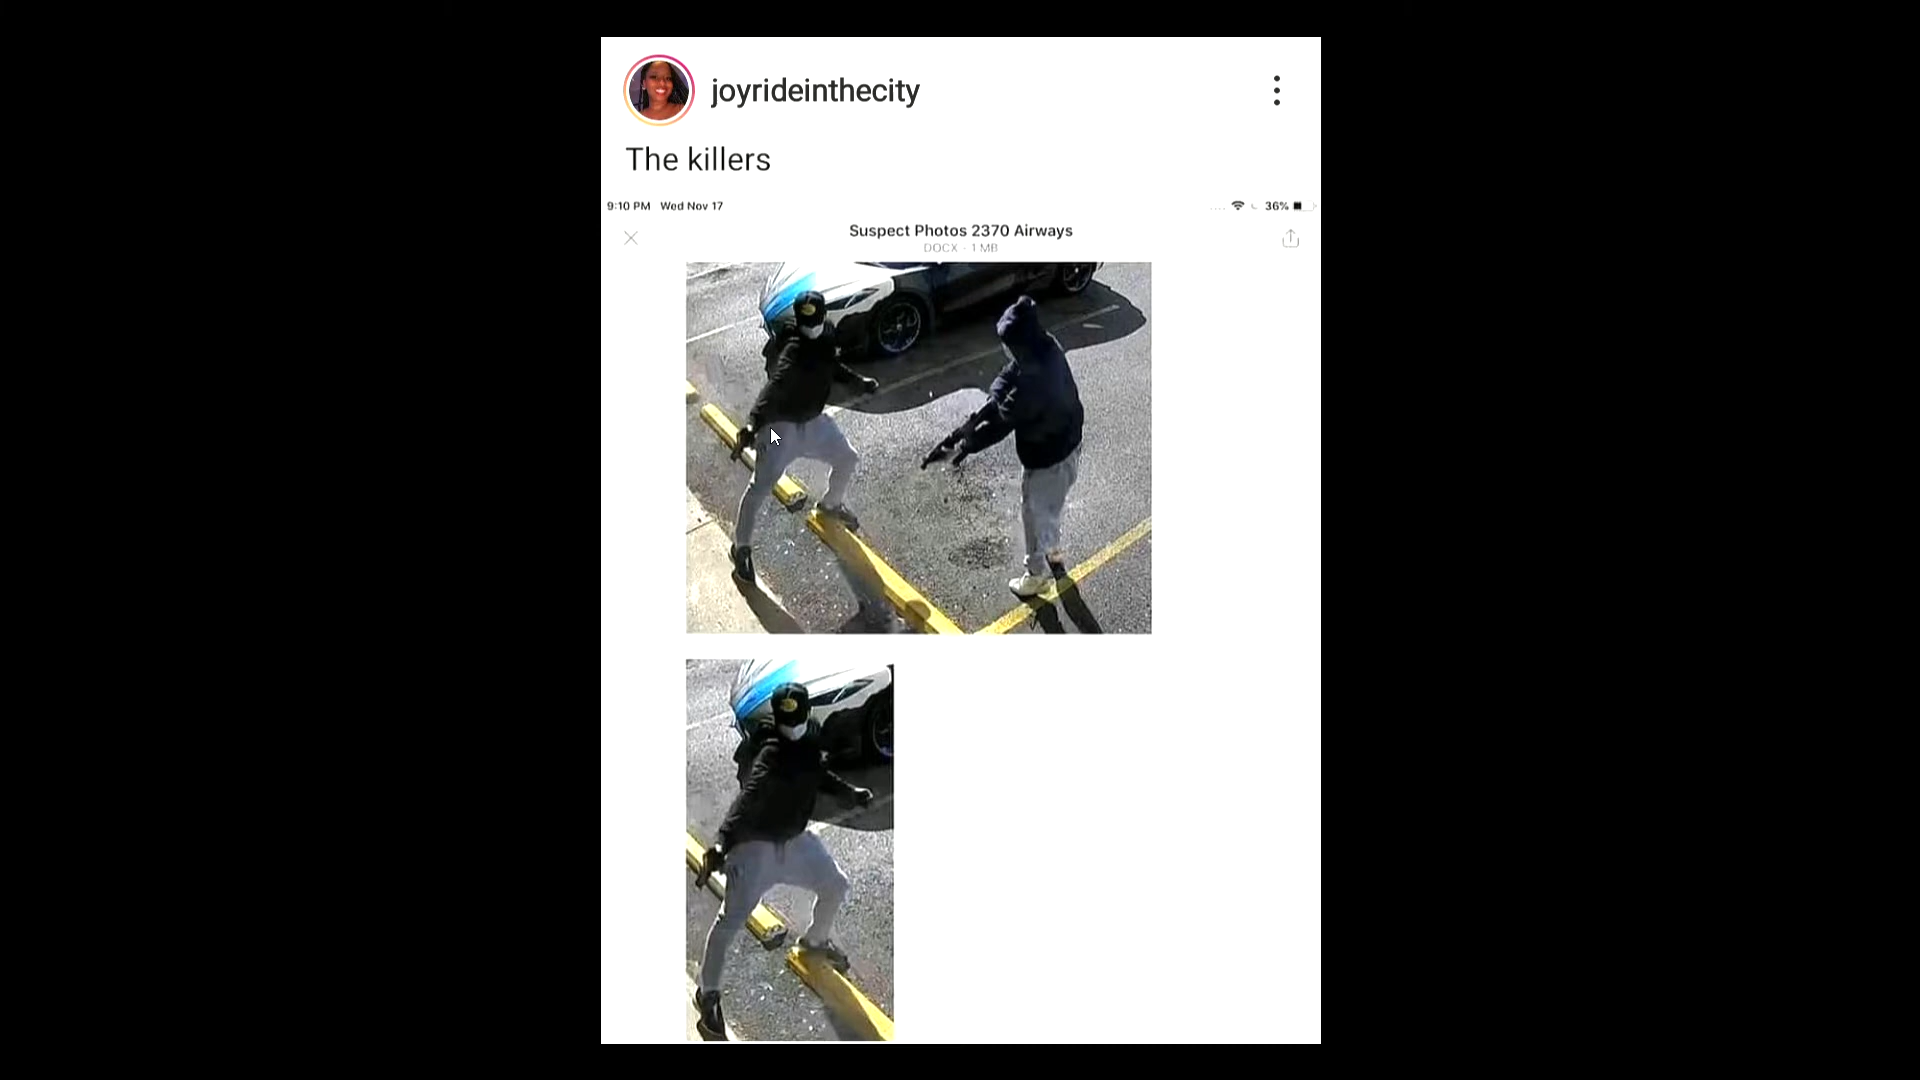 joyrideinthecity
The killers
9:10 PM Wed Nov 17
36%
Suspect Photos 2370 Airways
DOCX - 1 MB